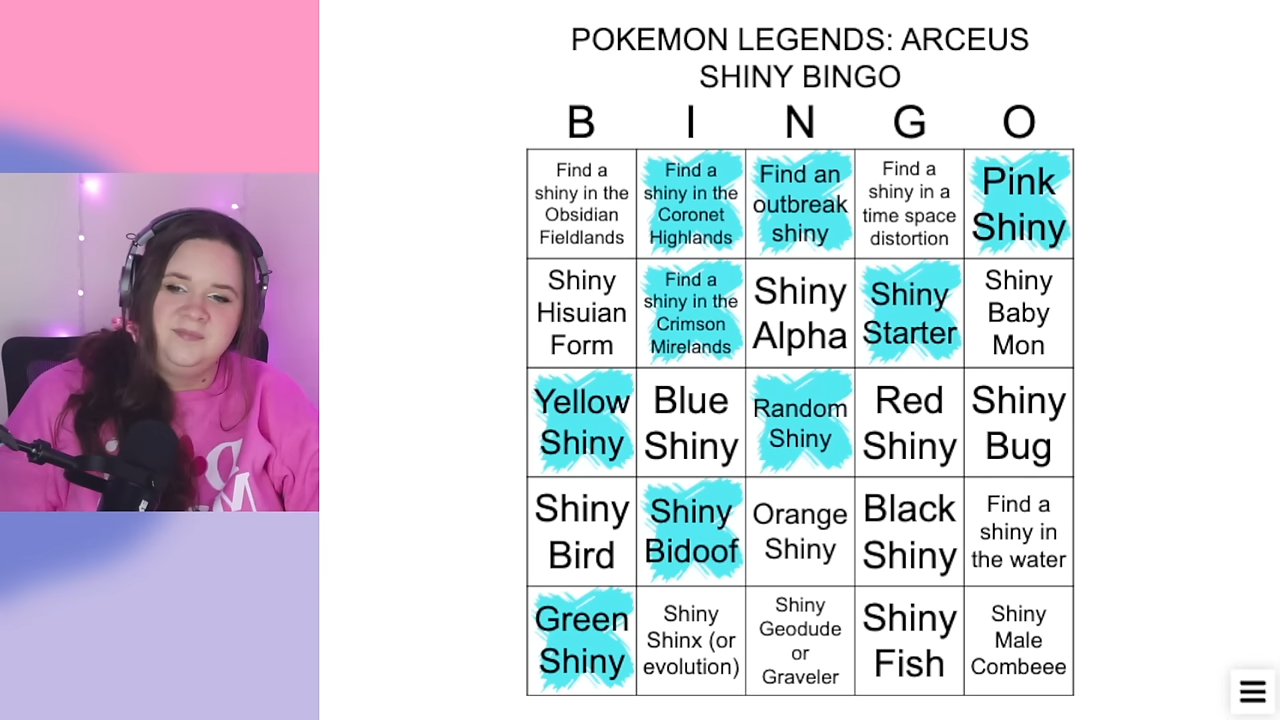 POKEMON LEGENDS: ARCEUS
SHINY BINGO
B I N G O
Find a
shiny in the
Obsidian
Fieldlands
Find a
shiny in the
Coronet
Highlands
Find an
outbreak
shiny
Find a
shiny in a
time space
distortion
Pink
Shiny
Shiny
Hisuian
Form
Find a
shiny in the
Crimson
Mirelands
Shiny
Alpha
Shiny
Starter
Shiny
Baby
Mon
Yellow
Shiny
Blue
Shiny
Random
Shiny
Red
Shiny
Shiny
Bug
Shiny
Bird
Shiny
Bidoof
Orange
Shiny
Black
Shiny
Find a
shiny in
the water
Green
Shiny
Shiny
Shinx (or
evolution)
Shiny
Geodude
or
Graveler
Shiny
Fish
Shiny
Male
Combeee